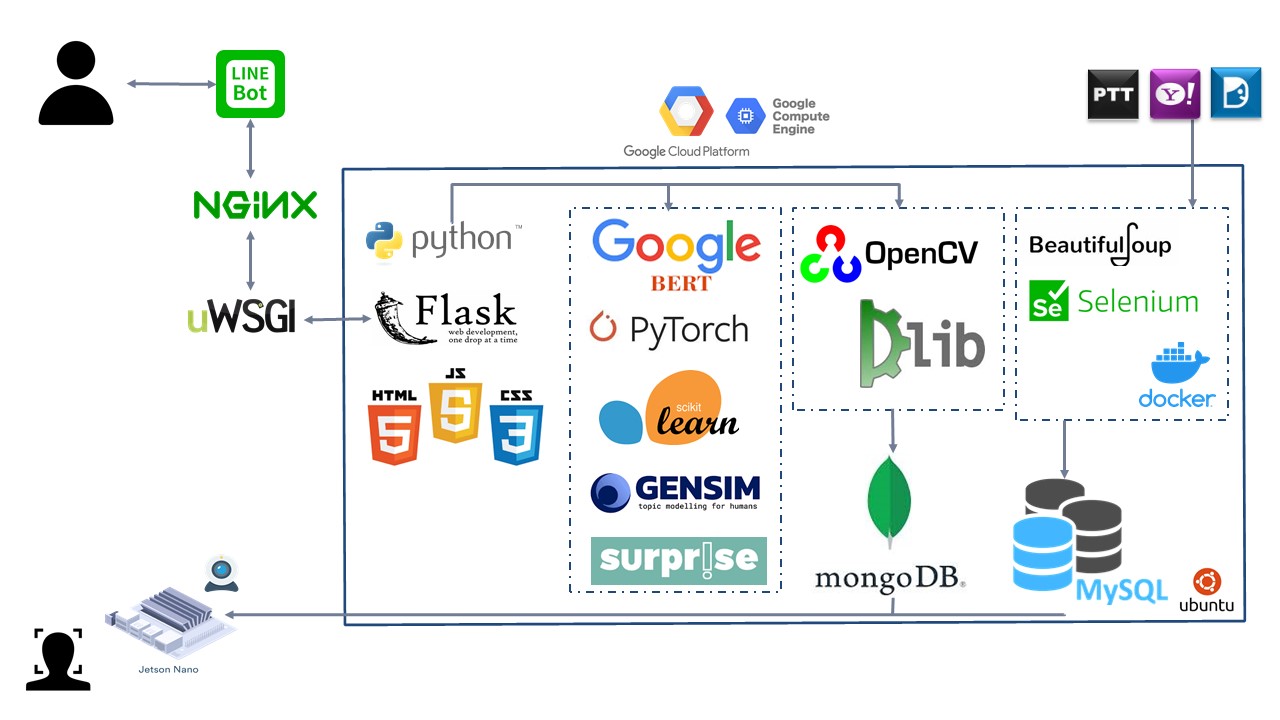 LINE
Bot
NGiNX
uWSGI
Google Cloud Platform
Google
Compute
Engine
PTT
Y!
python™
Flask
web development,
one drop at a time
HTML
5
JS
5
CSS
3
Google
BERT
PyTorch
scikit
learn
GENSIM
topic modelling for humans
surpr!se
OpenCV
Dlib
mongoDB®
BeautifulSoup
Se Selenium
docker
MySQL
ubuntu
Jetson Nano